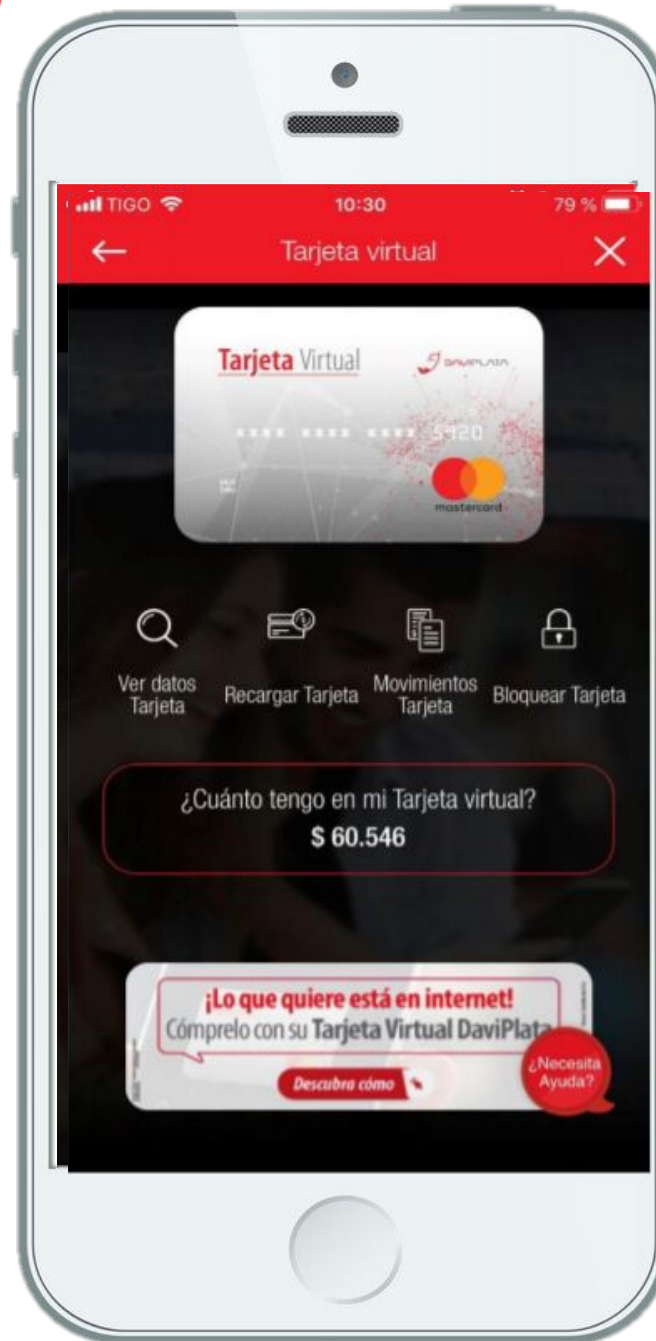 TIGO 10:30 79 %
Tarjeta virtual
Tarjeta Virtual DAVIPLATA
**** **** **** 5920
mastercard
Ver datos
Tarjeta
Recargar Tarjeta
Movimientos
Tarjeta
Bloquear Tarjeta
¿Cuánto tengo en mi Tarjeta virtual?
$ 60.546
¡Lo que quiere está en internet!
Cómprelo con su Tarjeta Virtual DaviPlata
Descubra cómo
¿Necesita
Ayuda?